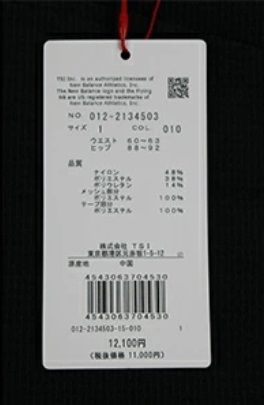 TSI Inc. is an authorized licensee of
New Balance Athletics, Inc.
The New Balance logo and the Flying
NB are US registered trademarks of
New Balance Athletics, Inc.
NO. 012-2134503
サイズ 1 COL. 010
ウエスト 60〜63
ヒップ 88〜92
品質
ナイロン 48%
ポリエステル 38%
ポリウレタン 14%
メッシュ部分
ポリエステル 100%
テープ部分
ポリエステル 100%
株式会社 TSI
東京都港区元赤坂1-5-12
原産地 中国
4543063704530
4543063704530
012-2134503-15-010 1
12,100円
(税抜価格 11,000円)